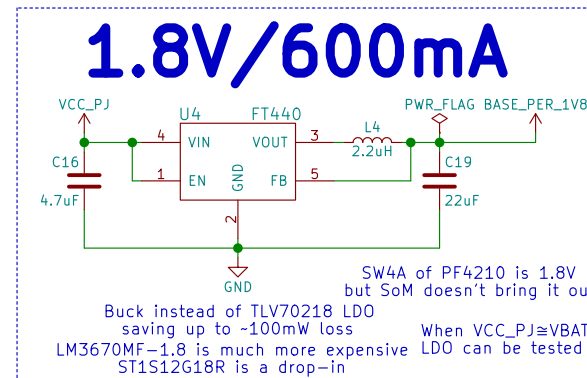 1.8V/600mA
VCC_PJ
PWR_FLAG BASE_PER_1V8
U4 FT440
L4
4 VIN VOUT 3
2.2uH
C16
C19
1 EN FB 5
GND
4.7uF
22uF
2
GND
SW4A of PF4210 is 1.8V
but SoM doesn't bring it ou
Buck instead of TLV70218 LDO
saving up to ~100mW loss
When VCC_PJ≅VBAT
LM3670MF-1.8 is much more expensive
LDO can be tested
ST1S12G18R is a drop-in